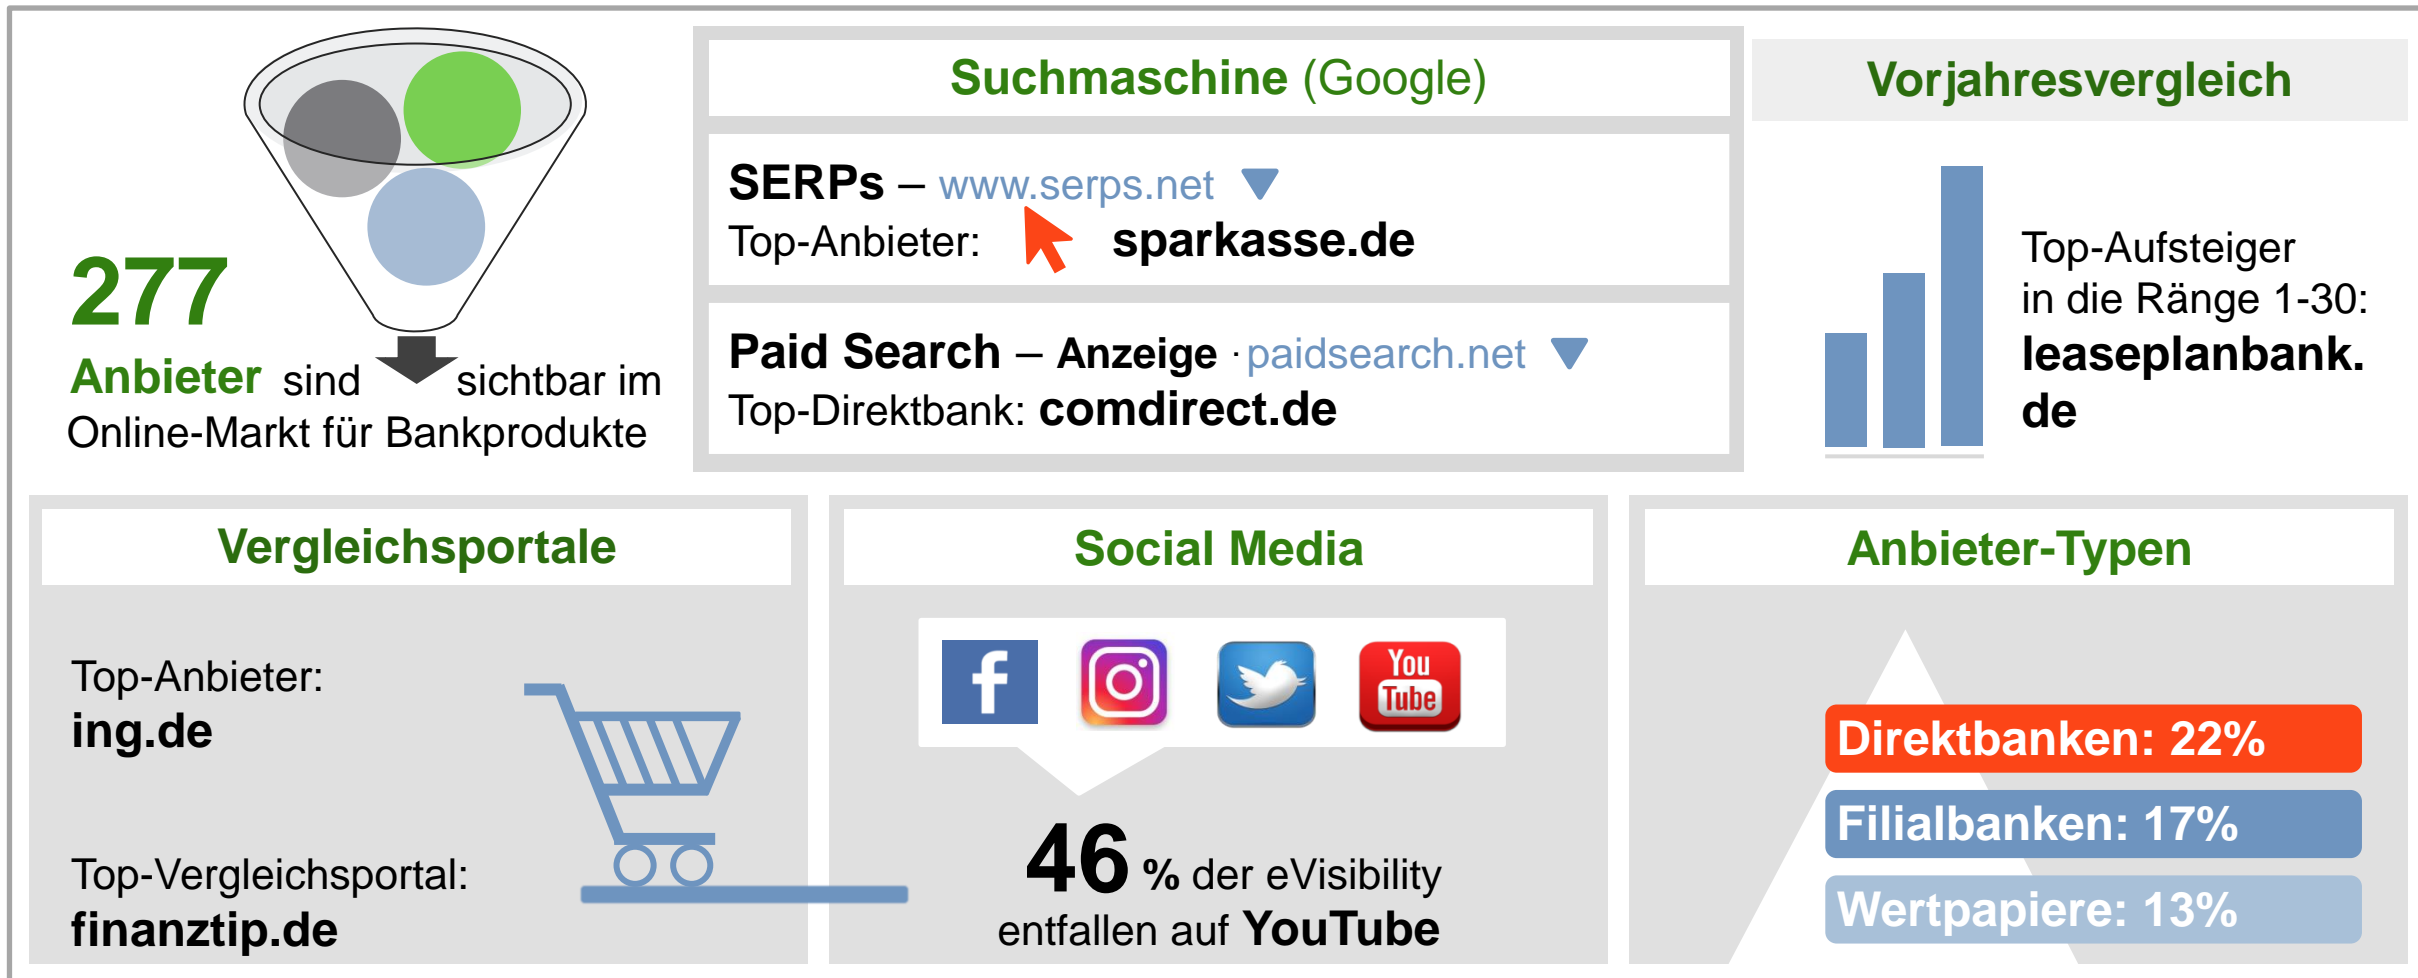 277
Anbieter sind sichtbar im
Online-Markt für Bankprodukte
Suchmaschine (Google)
SERPs – www.serps.net
Top-Anbieter: sparkasse.de
Paid Search – Anzeige · paidsearch.net
Top-Direktbank: comdirect.de
Vorjahresvergleich
Top-Aufsteiger
in die Ränge 1-30:
leaseplanbank.
de
Vergleichsportale
Top-Anbieter:
ing.de
Top-Vergleichsportal:
finanztip.de
Social Media
f
You
Tube
46 % der eVisibility
entfallen auf YouTube
Anbieter-Typen
Direktbanken: 22%
Filialbanken: 17%
Wertpapiere: 13%